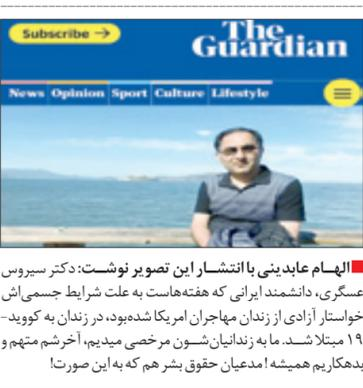 Subscribe →
The
Guardian
News Opinion Sport Culture Lifestyle
الهام عابدینی با انتشار این تصویر نوشت: دکتر سیروس
عسگری، دانشمند ایرانی که هفته‌هاست به علت شرایط جسمی‌اش
خواستار آزادی از زندان مهاجران امریکا شده‌بود، در زندان به کووید-
۱۹ مبتلا شد. ما به زندانیان‌شون مرخصی میدیم، آخرشم متهم و
بدهکاریم همیشه! مدعیان حقوق بشر هم که به این صورت!